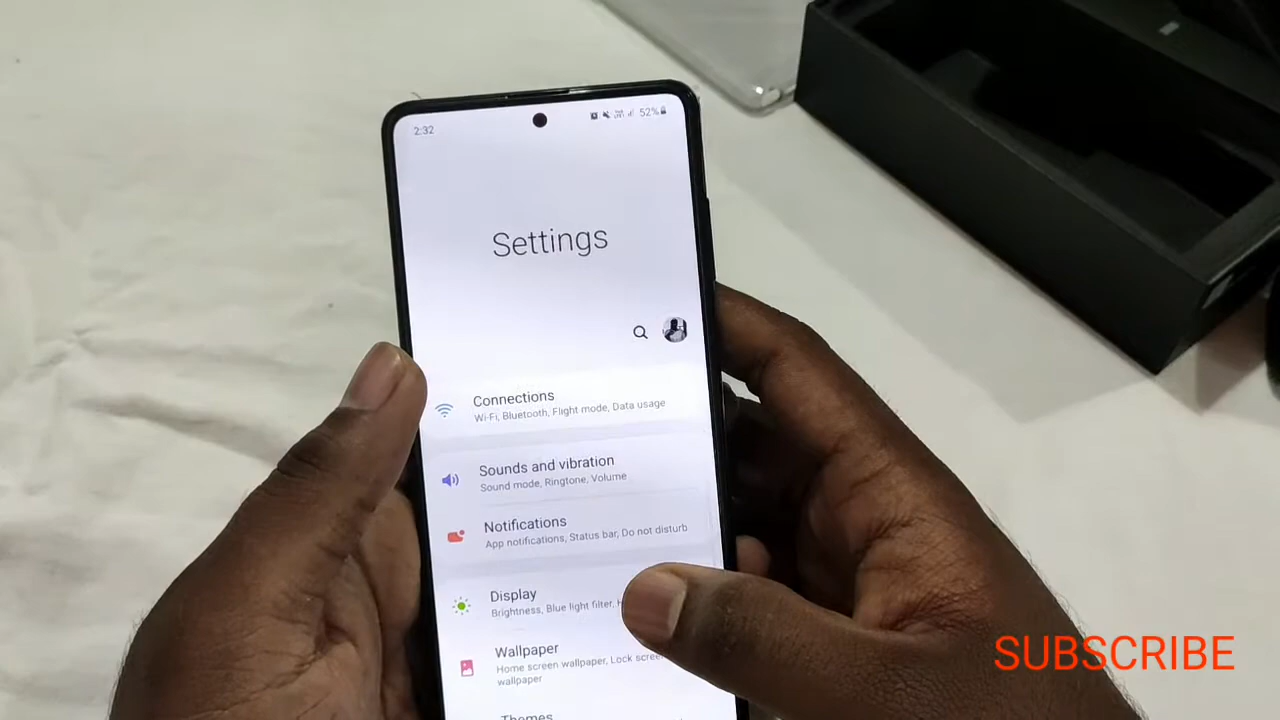 2:32
52%
Settings
Connections
Wi-Fi, Bluetooth, Flight mode, Data usage
Sounds and vibration
Sound mode, Ringtone, Volume
Notifications
App notifications, Status bar, Do not disturb
Display
Brightness, Blue light filter,
Wallpaper
Home screen wallpaper, Lock screen
wallpaper
Themes
SUBSCRIBE